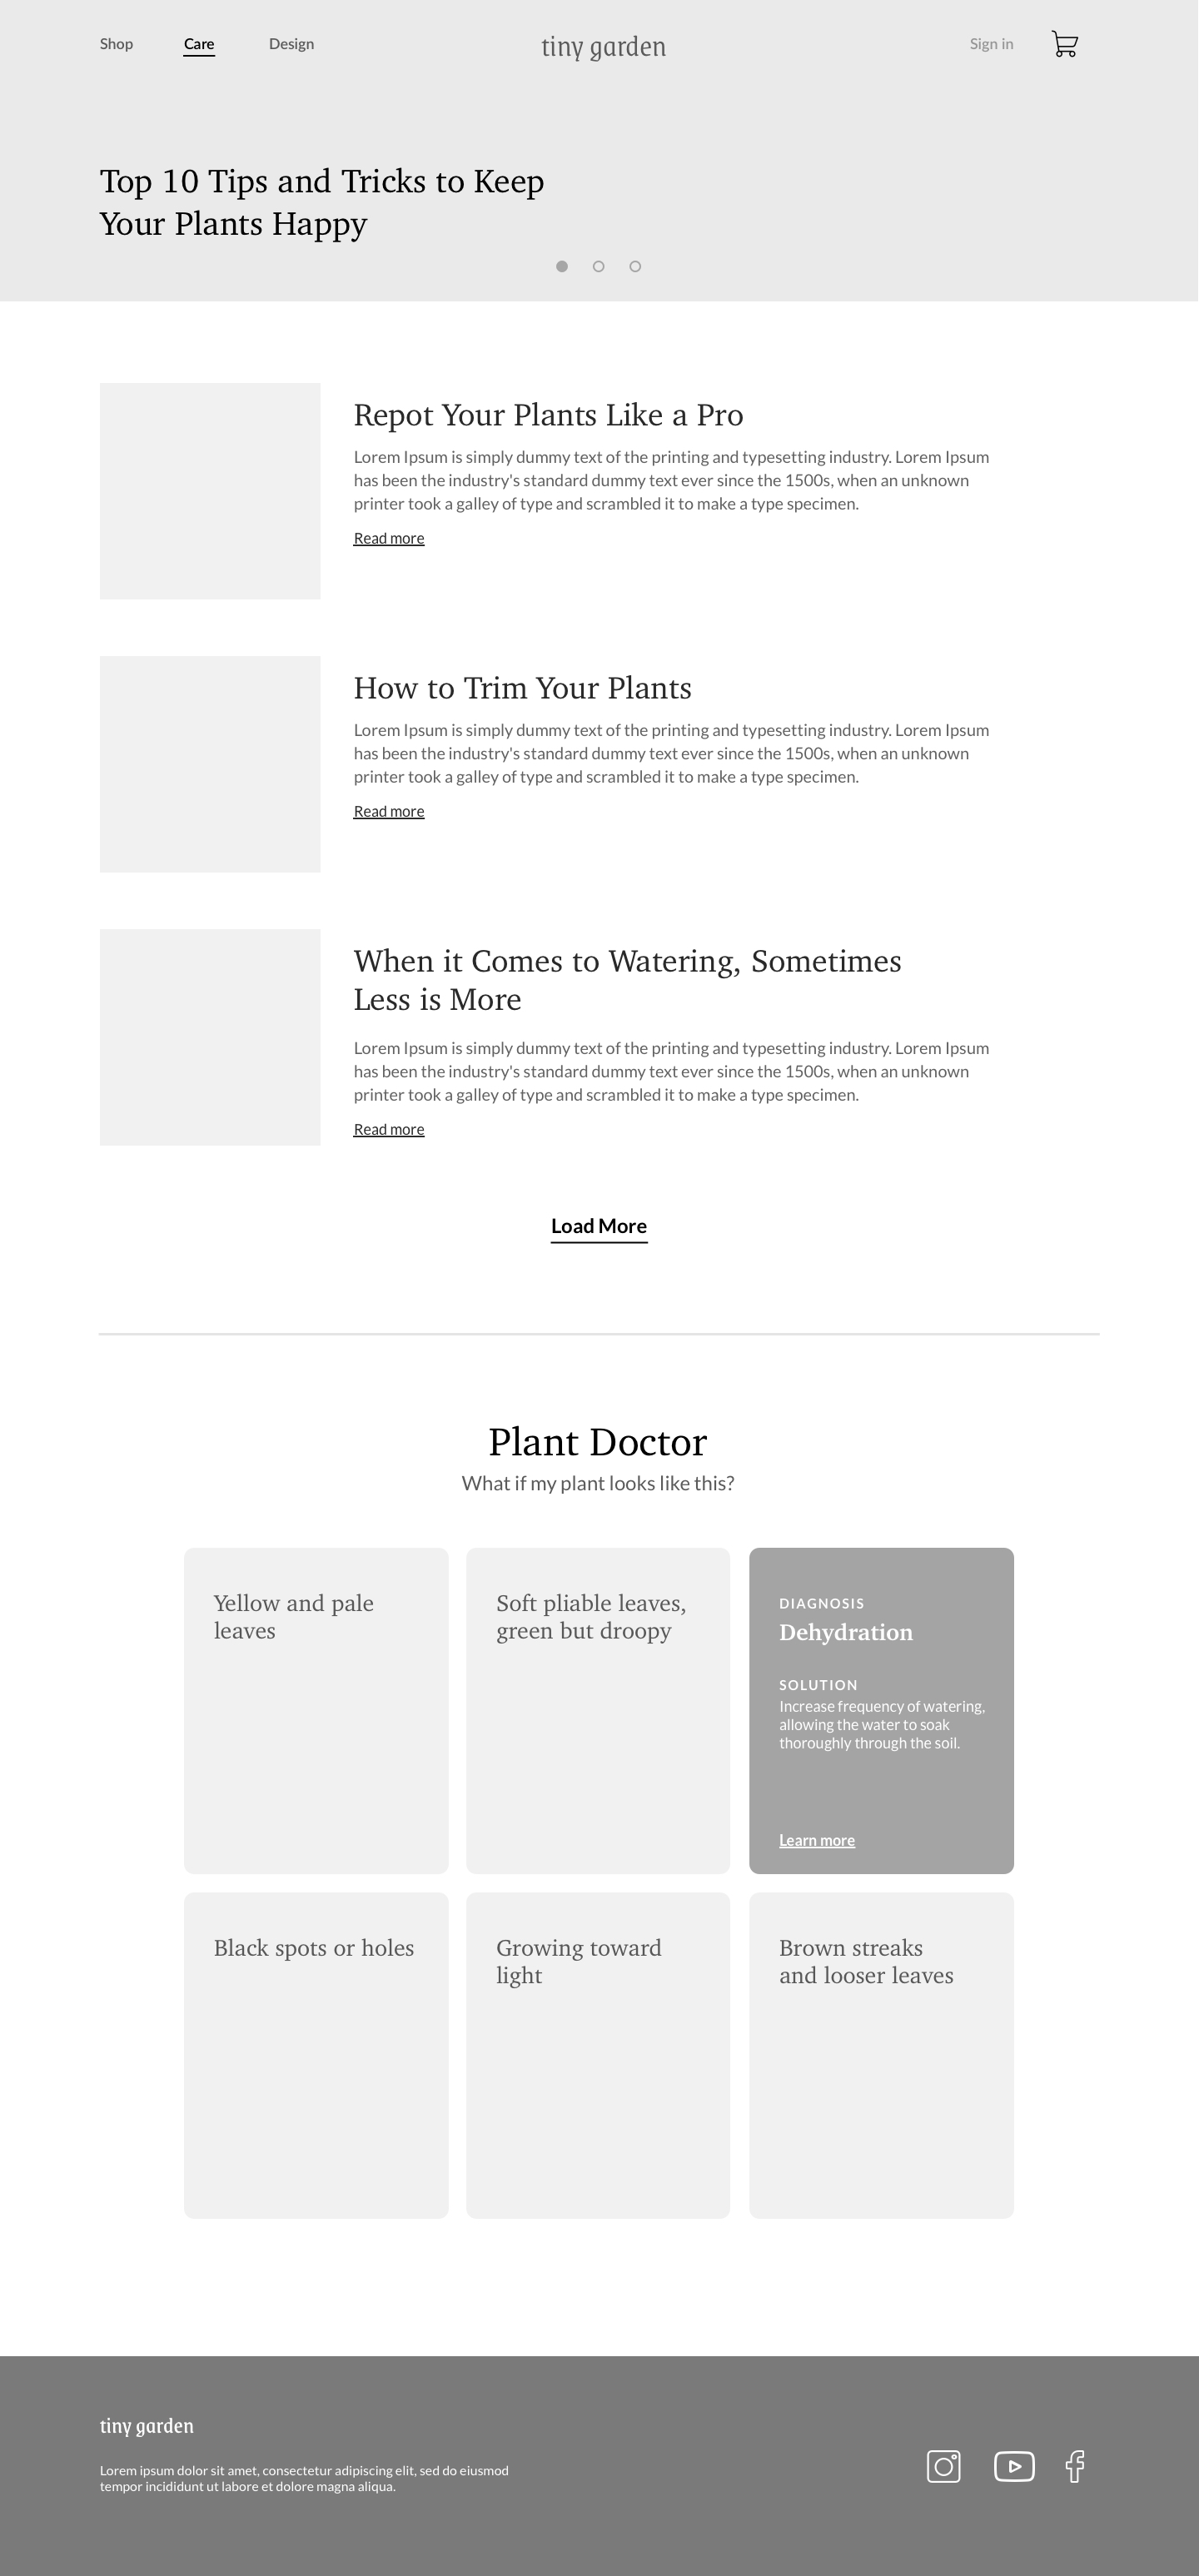 Shop Care Design tiny garden Sign in
Top 10 Tips and Tricks to Keep
Your Plants Happy
Repot Your Plants Like a Pro
Lorem Ipsum is simply dummy text of the printing and typesetting industry. Lorem Ipsum
has been the industry's standard dummy text ever since the 1500s, when an unknown
printer took a galley of type and scrambled it to make a type specimen.
Read more
How to Trim Your Plants
Lorem Ipsum is simply dummy text of the printing and typesetting industry. Lorem Ipsum
has been the industry's standard dummy text ever since the 1500s, when an unknown
printer took a galley of type and scrambled it to make a type specimen.
Read more
When it Comes to Watering, Sometimes
Less is More
Lorem Ipsum is simply dummy text of the printing and typesetting industry. Lorem Ipsum
has been the industry's standard dummy text ever since the 1500s, when an unknown
printer took a galley of type and scrambled it to make a type specimen.
Read more
Load More
Plant Doctor
What if my plant looks like this?
Yellow and pale
leaves
Soft pliable leaves,
green but droopy
DIAGNOSIS
Dehydration
SOLUTION
Increase frequency of watering,
allowing the water to soak
thoroughly through the soil.
Learn more
Black spots or holes
Growing toward
light
Brown streaks
and looser leaves
tiny garden
Lorem ipsum dolor sit amet, consectetur adipiscing elit, sed do eiusmod
tempor incididunt ut labore et dolore magna aliqua.